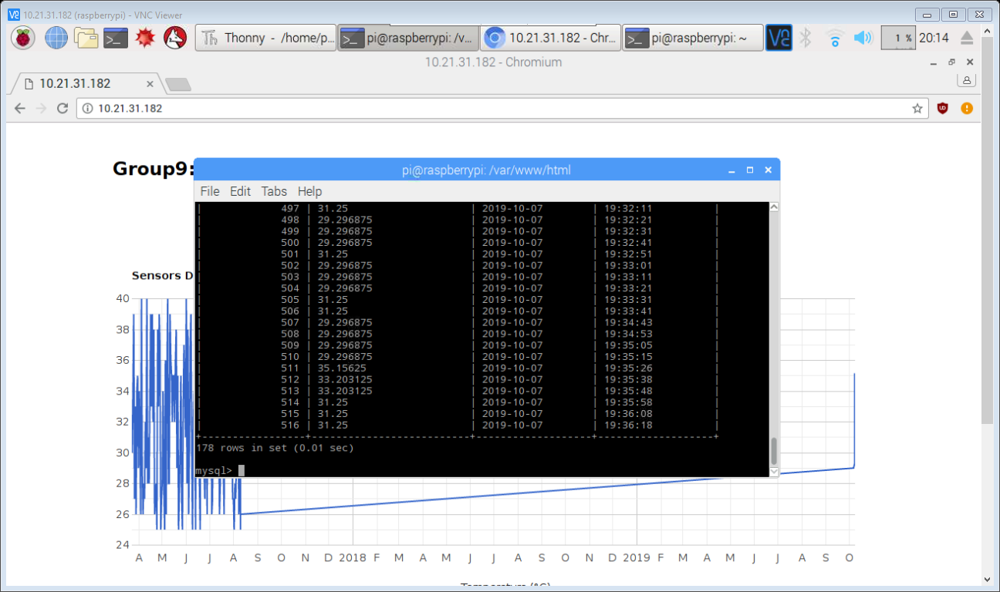 10.21.31.182 (raspberrypi) - VNC Viewer
Thonny - /home/p...
pi@raspberrypi: /v...
10.21.31.182 - Chr...
pi@raspberrypi: ~
1 %
20:14
10.21.31.182 - Chromium
10.21.31.182
10.21.31.182
Group9:
pi@raspberrypi: /var/www/html
File Edit Tabs Help
| 497 | 31.25 | 2019-10-07 | 19:32:11 |
| 498 | 29.296875 | 2019-10-07 | 19:32:21 |
| 499 | 29.296875 | 2019-10-07 | 19:32:31 |
| 500 | 29.296875 | 2019-10-07 | 19:32:41 |
| 501 | 31.25 | 2019-10-07 | 19:32:51 |
| 502 | 29.296875 | 2019-10-07 | 19:33:01 |
| 503 | 29.296875 | 2019-10-07 | 19:33:11 |
| 504 | 29.296875 | 2019-10-07 | 19:33:21 |
| 505 | 31.25 | 2019-10-07 | 19:33:31 |
| 506 | 31.25 | 2019-10-07 | 19:33:41 |
| 507 | 29.296875 | 2019-10-07 | 19:34:43 |
| 508 | 29.296875 | 2019-10-07 | 19:34:53 |
| 509 | 29.296875 | 2019-10-07 | 19:35:05 |
| 510 | 29.296875 | 2019-10-07 | 19:35:15 |
| 511 | 35.15625 | 2019-10-07 | 19:35:26 |
| 512 | 33.203125 | 2019-10-07 | 19:35:38 |
| 513 | 33.203125 | 2019-10-07 | 19:35:48 |
| 514 | 31.25 | 2019-10-07 | 19:35:58 |
| 515 | 31.25 | 2019-10-07 | 19:36:08 |
| 516 | 31.25 | 2019-10-07 | 19:36:18 |
+-----------------+--------------------------+-------------------+-------------------+
178 rows in set (0.01 sec)
mysql>
Sensors D
40
38
36
34
32
30
28
26
24
A M J J A S O N D 2018 F M A M J J A S O N D 2019 F M A M J J A S O
Temperature (°C)